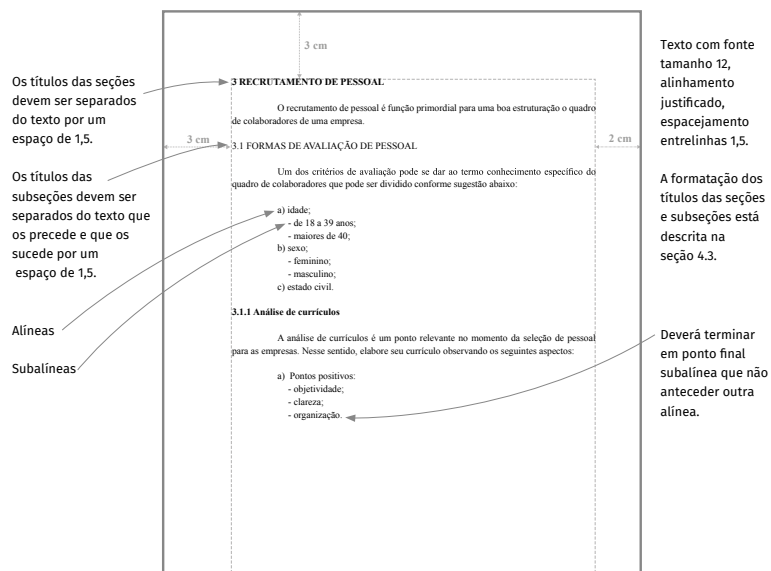 3 cm
Os títulos das seções
devem ser separados
do texto por um
espaço de 1,5.
Os títulos das
subseções devem ser
separados do texto que
os precede e que os
sucede por um
espaço de 1,5.
Alíneas
Subalíneas
3 cm
3 RECRUTAMENTO DE PESSOAL
O recrutamento de pessoal é função primordial para uma boa estruturação o quadro
de colaboradores de uma empresa.
3.1 FORMAS DE AVALIAÇÃO DE PESSOAL
Um dos critérios de avaliação pode se dar ao termo conhecimento específico do
quadro de colaboradores que pode ser dividido conforme sugestão abaixo:
a) idade;
- de 18 a 39 anos;
- maiores de 40;
b) sexo;
- feminino;
- masculino;
c) estado civil.
3.1.1 Análise de currículos
A análise de currículos é um ponto relevante no momento da seleção de pessoal
para as empresas. Nesse sentido, elabore seu currículo observando os seguintes aspectos:
a) Pontos positivos:
- objetividade;
- clareza;
- organização.
2 cm
Texto com fonte
tamanho 12,
alinhamento
justificado,
espacejamento
entrelinhas 1,5.
A formatação dos
títulos das seções
e subseções está
descrita na
seção 4.3.
Deverá terminar
em ponto final
subalínea que não
anteceder outra
alínea.